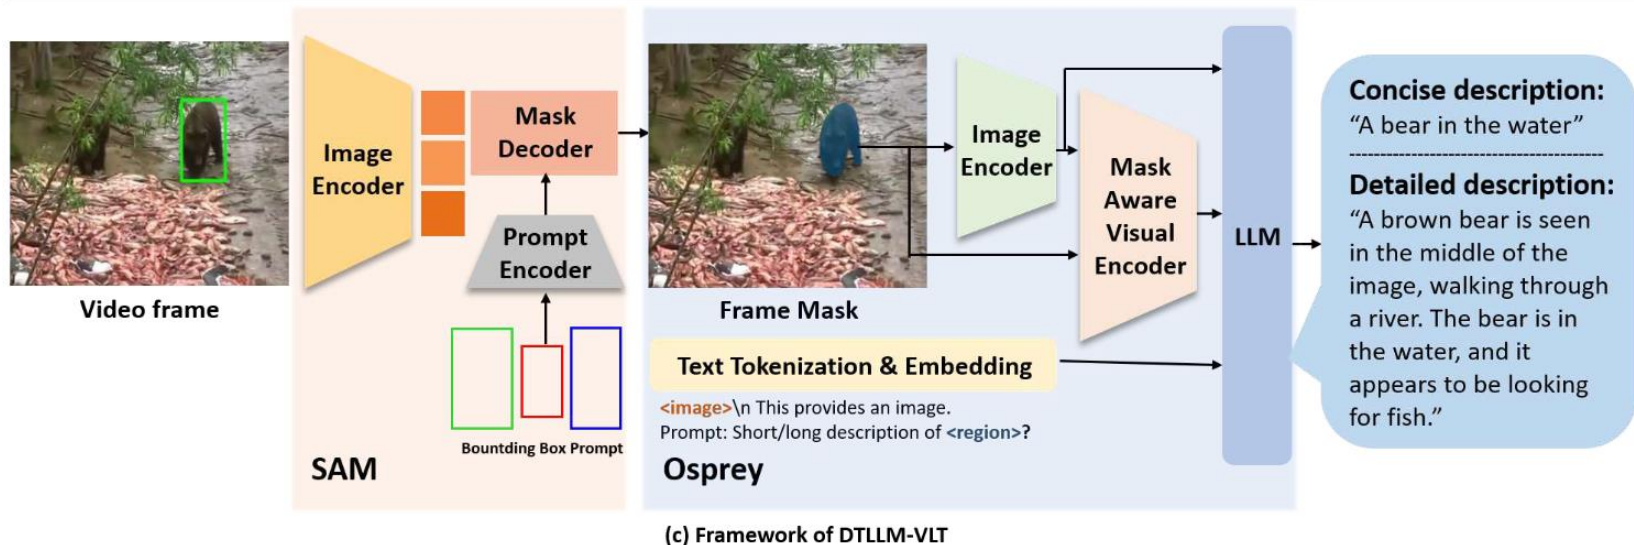 Video frame
Image
Encoder
Mask
Decoder
Prompt
Encoder
Bountding Box Prompt
SAM
Frame Mask
Image
Encoder
Mask
Aware
Visual
Encoder
Text Tokenization & Embedding
<image>\n This provides an image.
Prompt: Short/long description of <region>?
Osprey
LLM
Concise description:
“A bear in the water”
Detailed description:
“A brown bear is seen
in the middle of the
image, walking through
a river. The bear is in
the water, and it
appears to be looking
for fish.”
(c) Framework of DTLLM-VLT